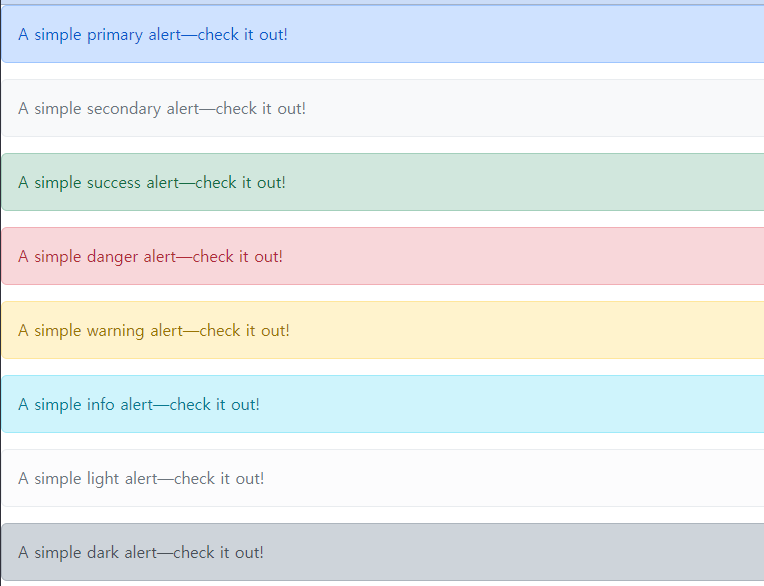 A simple primary alert—check it out!
A simple secondary alert—check it out!
A simple success alert—check it out!
A simple danger alert—check it out!
A simple warning alert—check it out!
A simple info alert—check it out!
A simple light alert—check it out!
A simple dark alert—check it out!